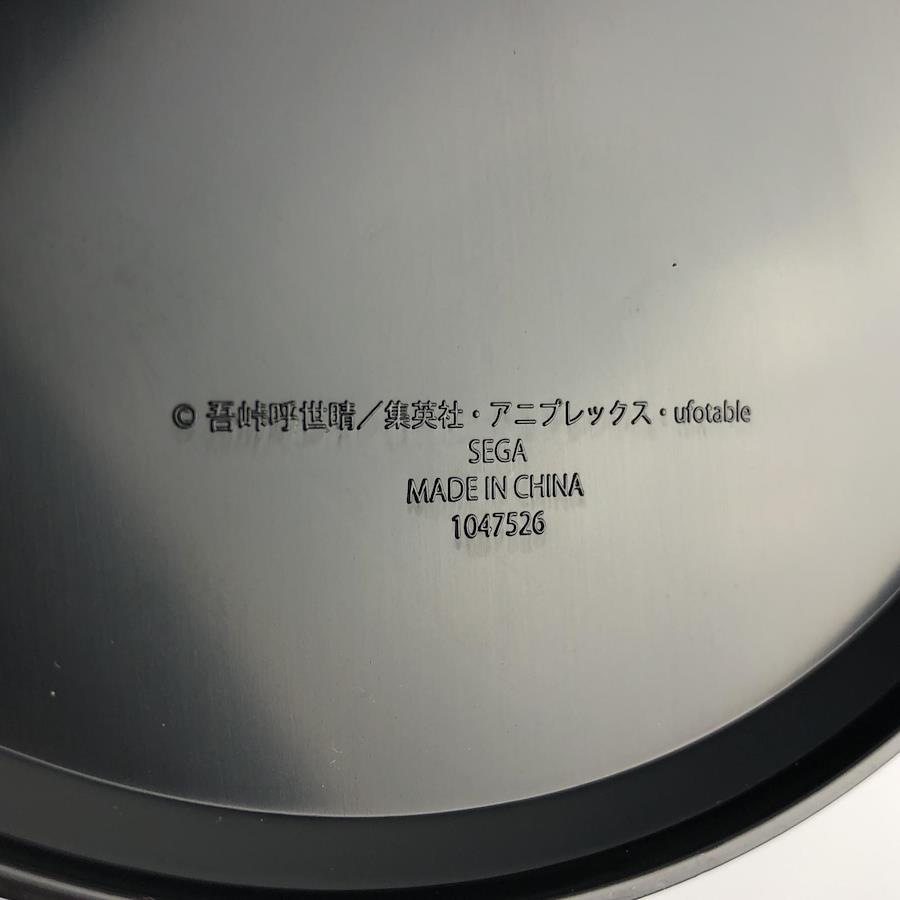 © 吾峠呼世晴／集英社・アニプレックス・ufotable
SEGA
MADE IN CHINA
1047526